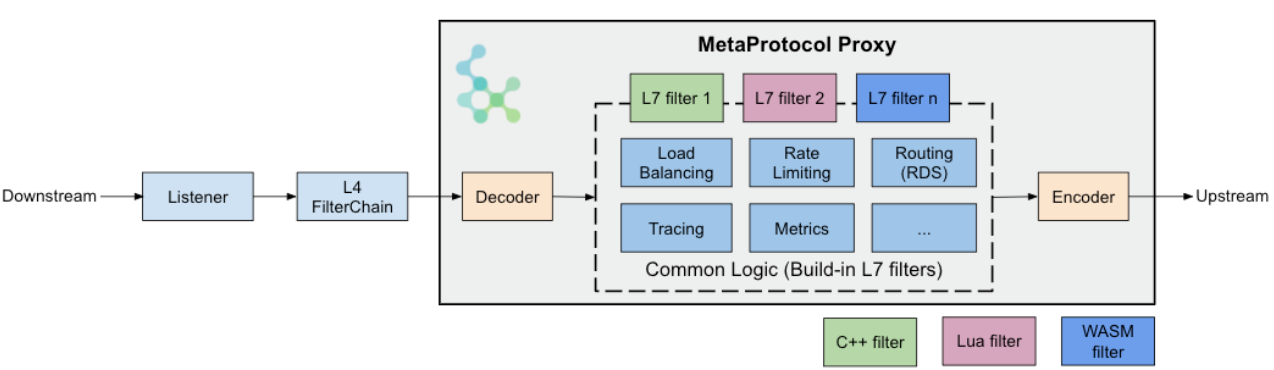 MetaProtocol Proxy
L7 filter 1
L7 filter 2
L7 filter n
Load
Balancing
Rate
Limiting
Routing
(RDS)
Downstream
Listener
L4
FilterChain
Decoder
Encoder
Upstream
Tracing
Metrics
...
Common Logic (Build-in L7 filters)
C++ filter
Lua filter
WASM
filter